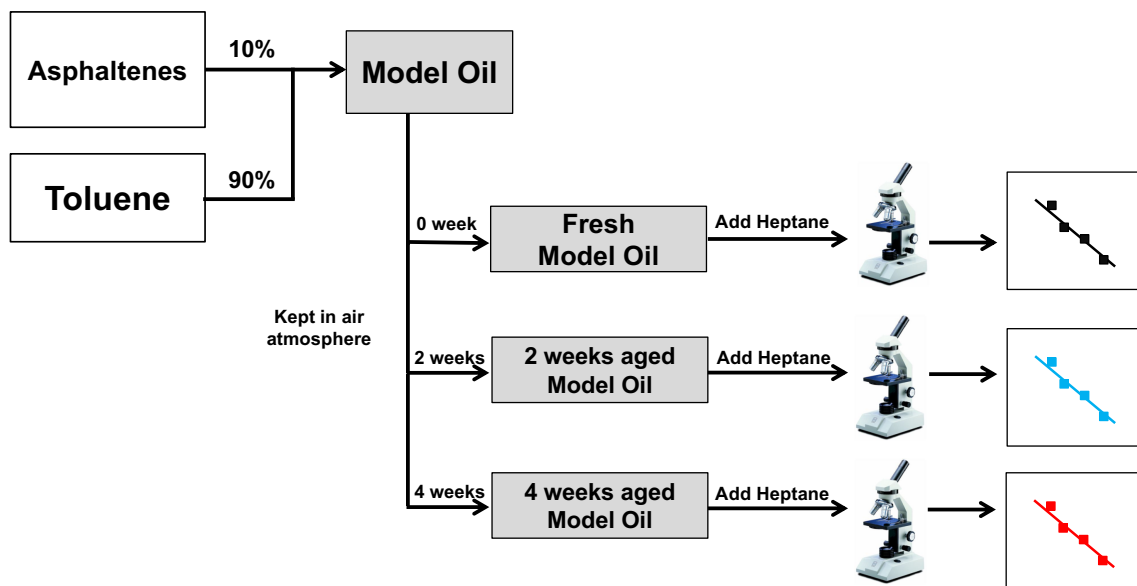 Asphaltenes
10%
Model Oil
Toluene
90%
0 week
Fresh
Model Oil
Add Heptane
Kept in air
atmosphere
2 weeks
2 weeks aged
Model Oil
Add Heptane
4 weeks
4 weeks aged
Model Oil
Add Heptane